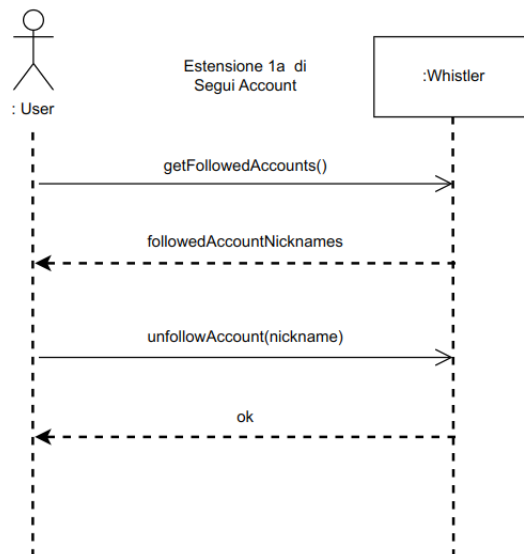 Estensione 1a di
Segui Account
:Whistler
: User
getFollowedAccounts()
followedAccountNicknames
unfollowAccount(nickname)
ok